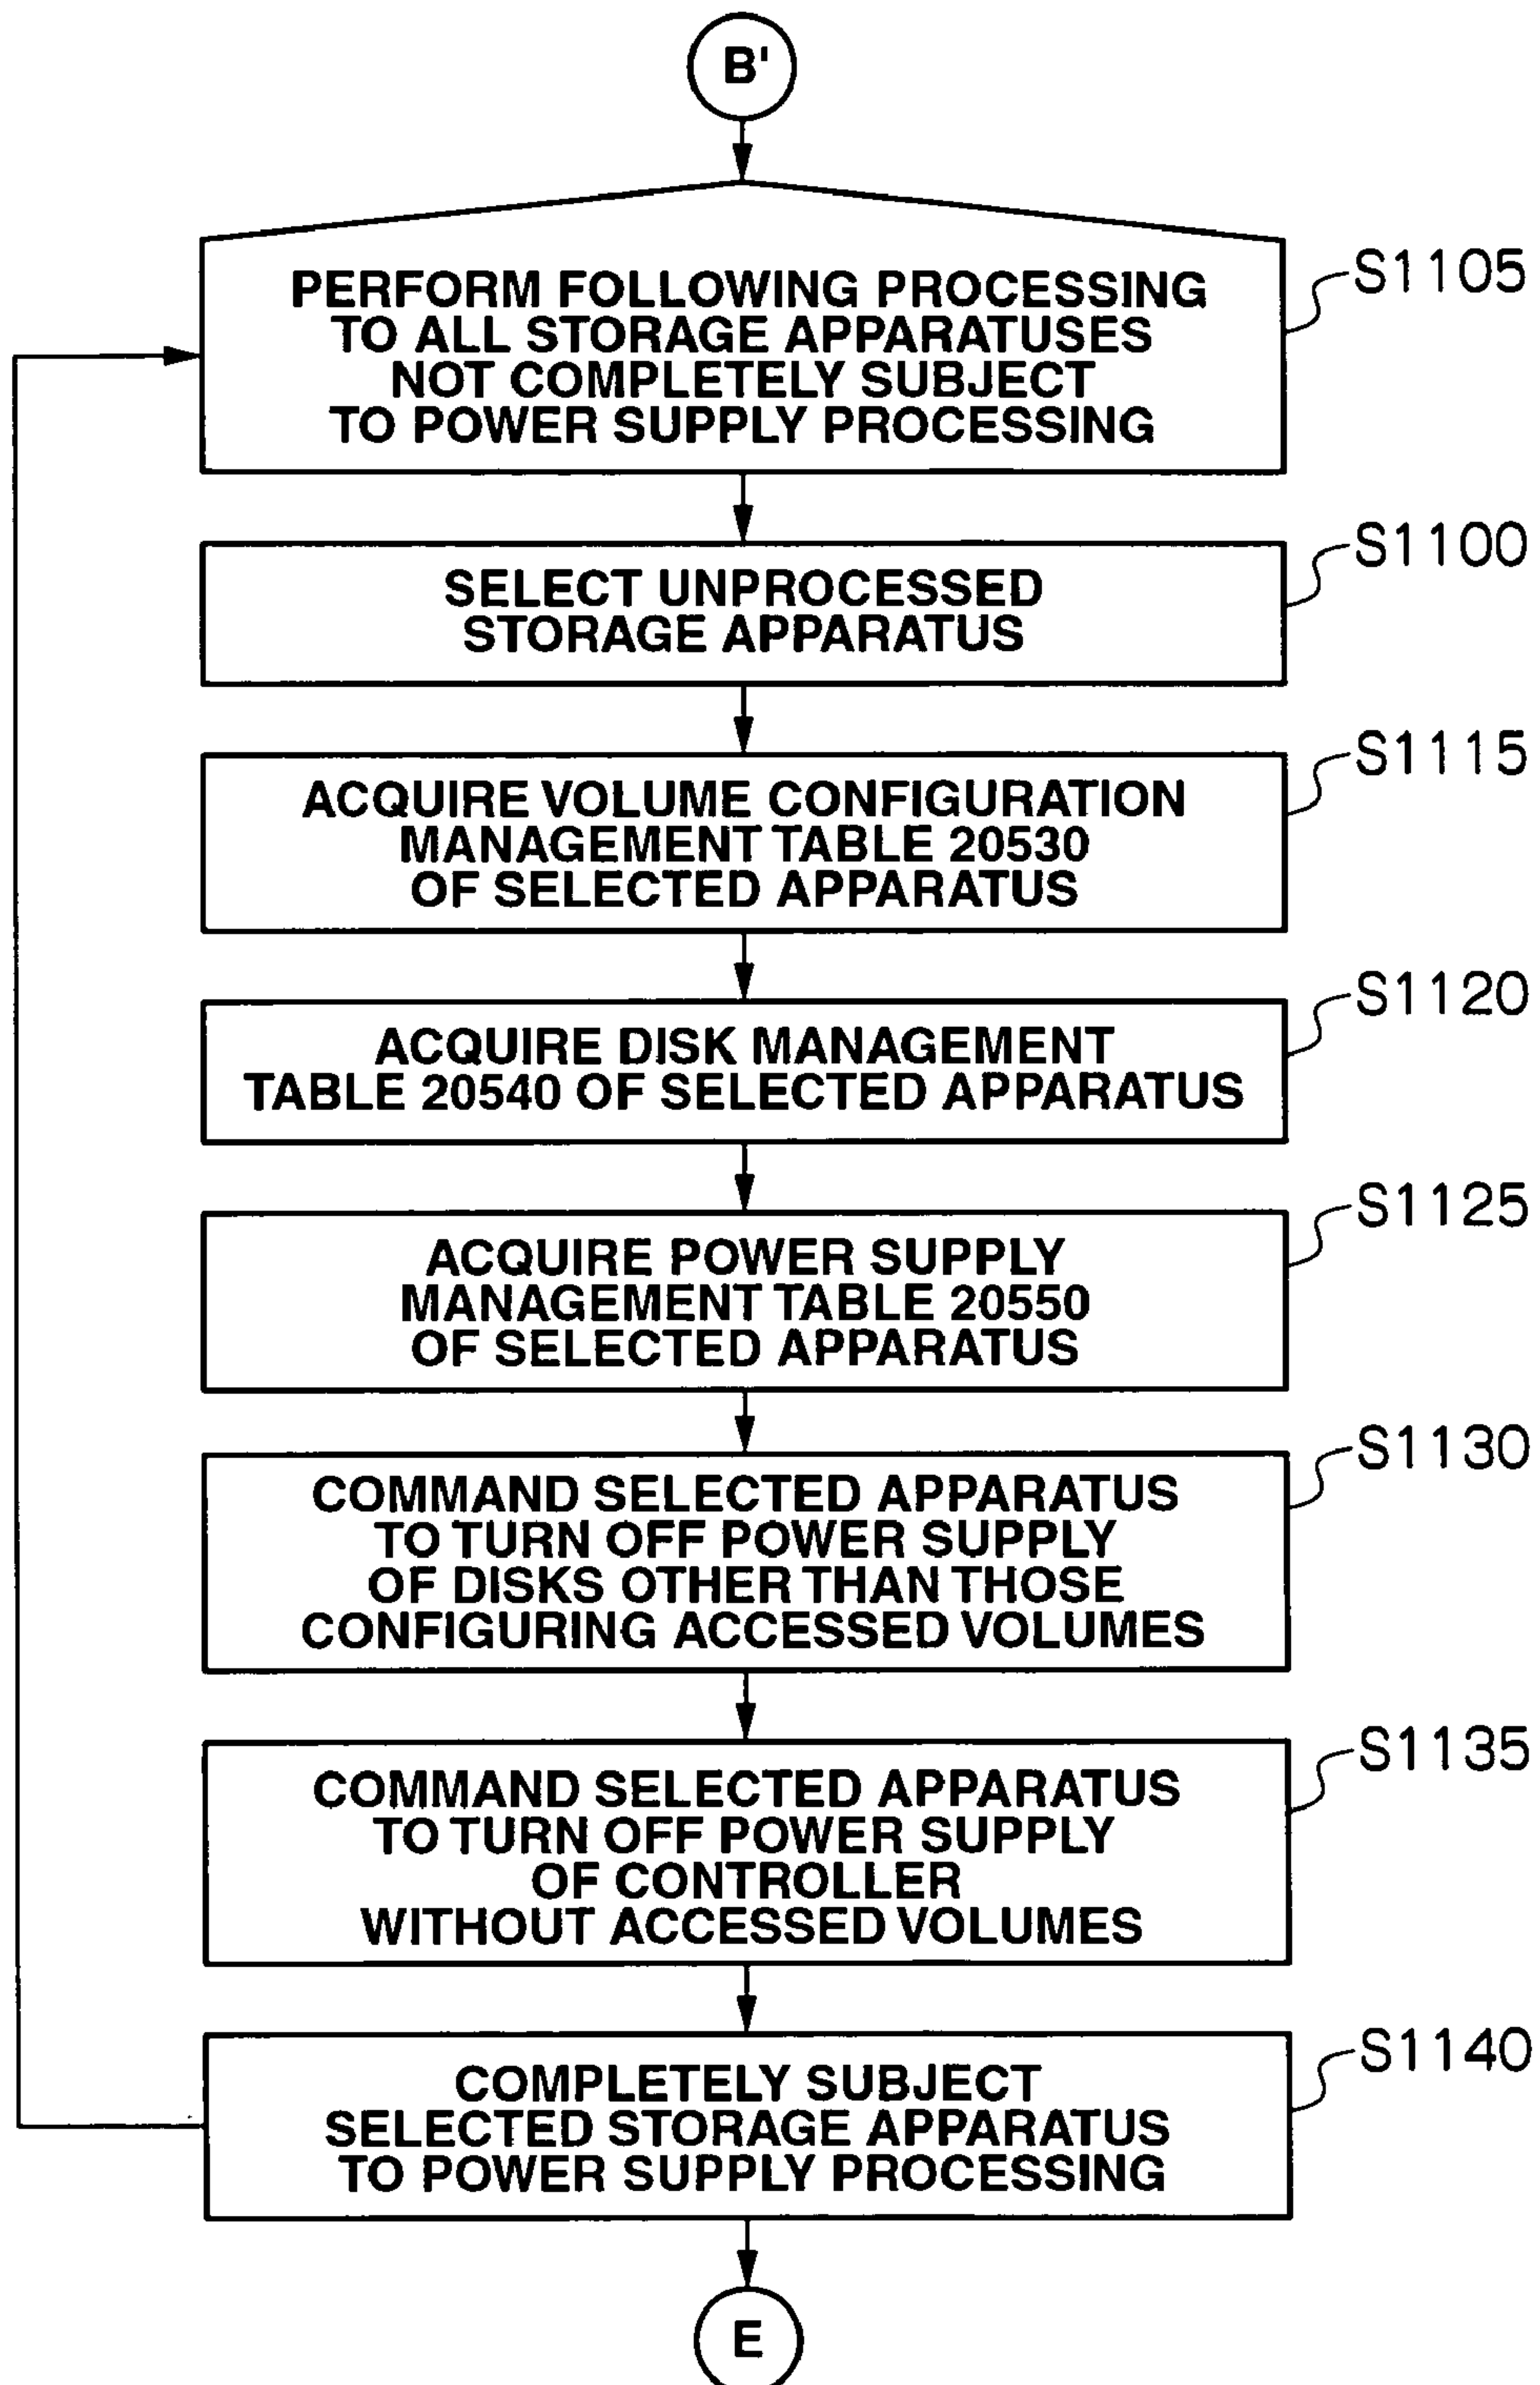 B'
PERFORM FOLLOWING PROCESSING
TO ALL STORAGE APPARATUSES
NOT COMPLETELY SUBJECT
TO POWER SUPPLY PROCESSING
S1105
SELECT UNPROCESSED
STORAGE APPARATUS
S1100
ACQUIRE VOLUME CONFIGURATION
MANAGEMENT TABLE 20530
OF SELECTED APPARATUS
S1115
ACQUIRE DISK MANAGEMENT
TABLE 20540 OF SELECTED APPARATUS
S1120
ACQUIRE POWER SUPPLY
MANAGEMENT TABLE 20550
OF SELECTED APPARATUS
S1125
COMMAND SELECTED APPARATUS
TO TURN OFF POWER SUPPLY
OF DISKS OTHER THAN THOSE
CONFIGURING ACCESSED VOLUMES
S1130
COMMAND SELECTED APPARATUS
TO TURN OFF POWER SUPPLY
OF CONTROLLER
WITHOUT ACCESSED VOLUMES
S1135
COMPLETELY SUBJECT
SELECTED STORAGE APPARATUS
TO POWER SUPPLY PROCESSING
S1140
E